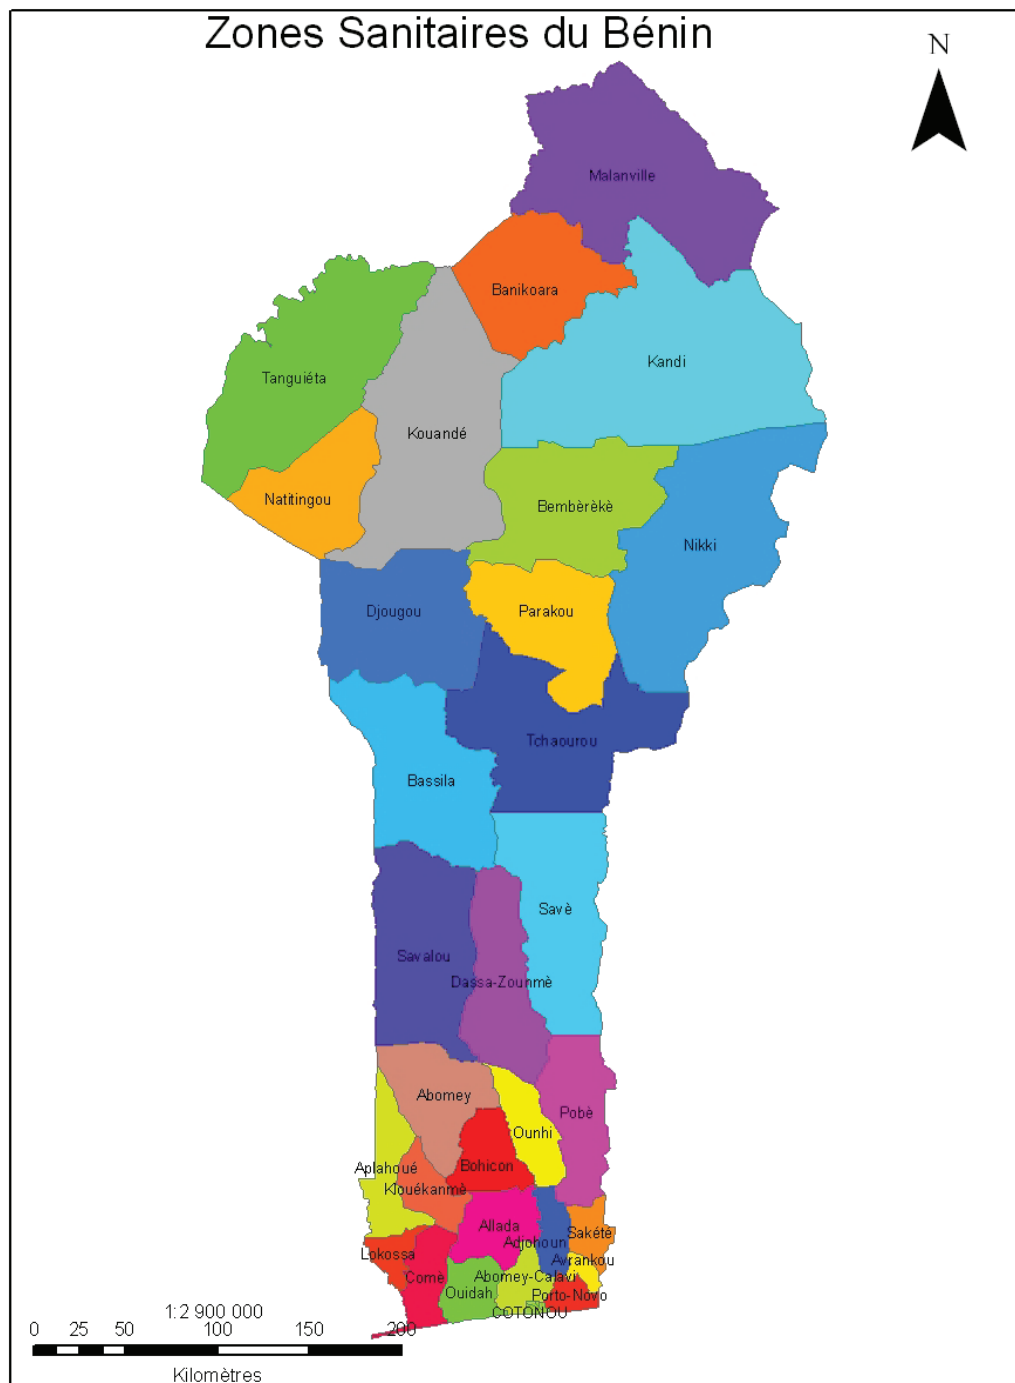 Zones Sanitaires du Bénin
N
Malanville
Banikoara
Kandi
Tanguiéta
Kouandé
Natitingou
Bembèrèkè
Nikki
Djougou
Parakou
Tchaourou
Bassila
Savè
Savalou
Dassa-Zounmè
Abomey
Pobè
Ounhi
Aplahoué
Bohicon
Klouékanmè
Allada
Sakété
Adjohoun
Lokossa
Avrankou
Comè
Abomey-Calavi
Ouidah
Porto-Novo
COTONOU
1:2 900 000
0 25 50 100 150 200
Kilomètres